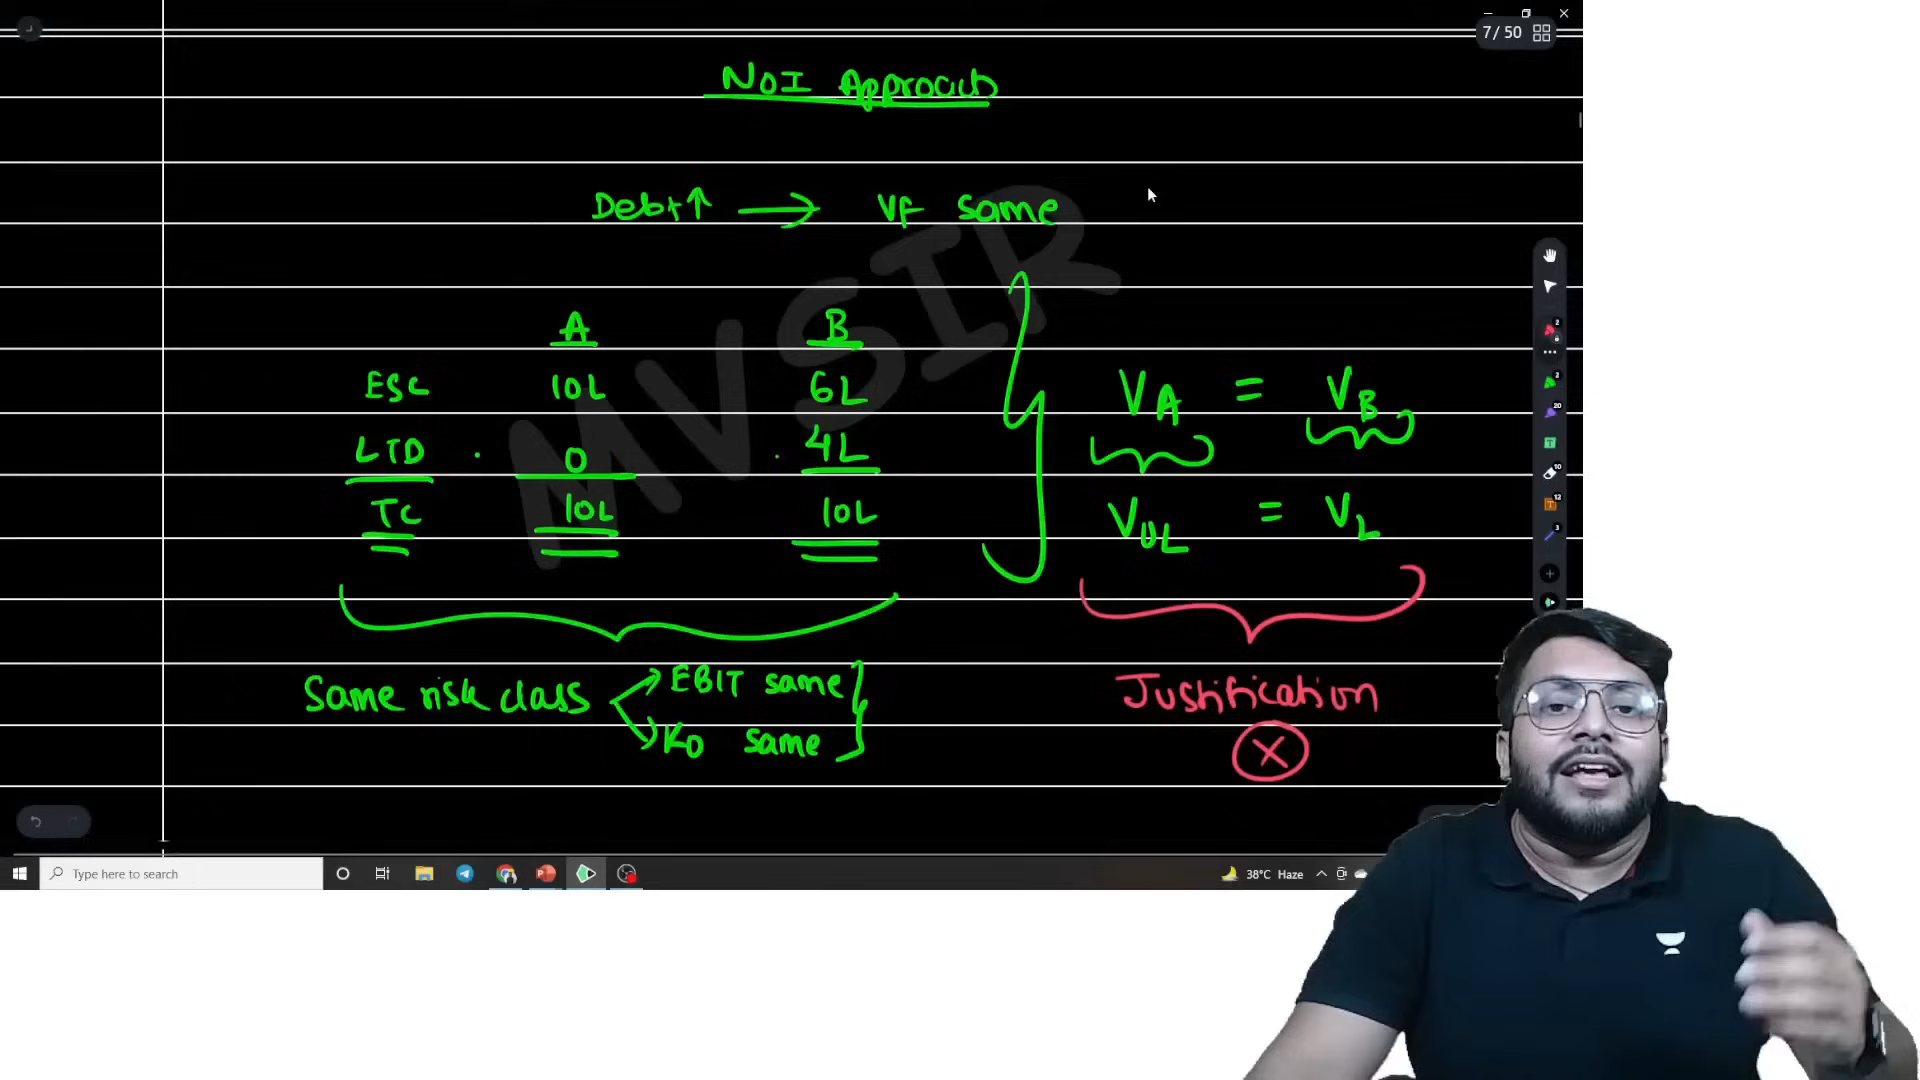 7/ 50
NOI Approach
Debt↑ → VF same
A B
ESC 10L 6L
LTD 0 4L
TC 10L 10L
VA = VB
VUL = VL
Same risk class
EBIT same
Ko same
Justification
X
MVSIR
Type here to search
38°C Haze